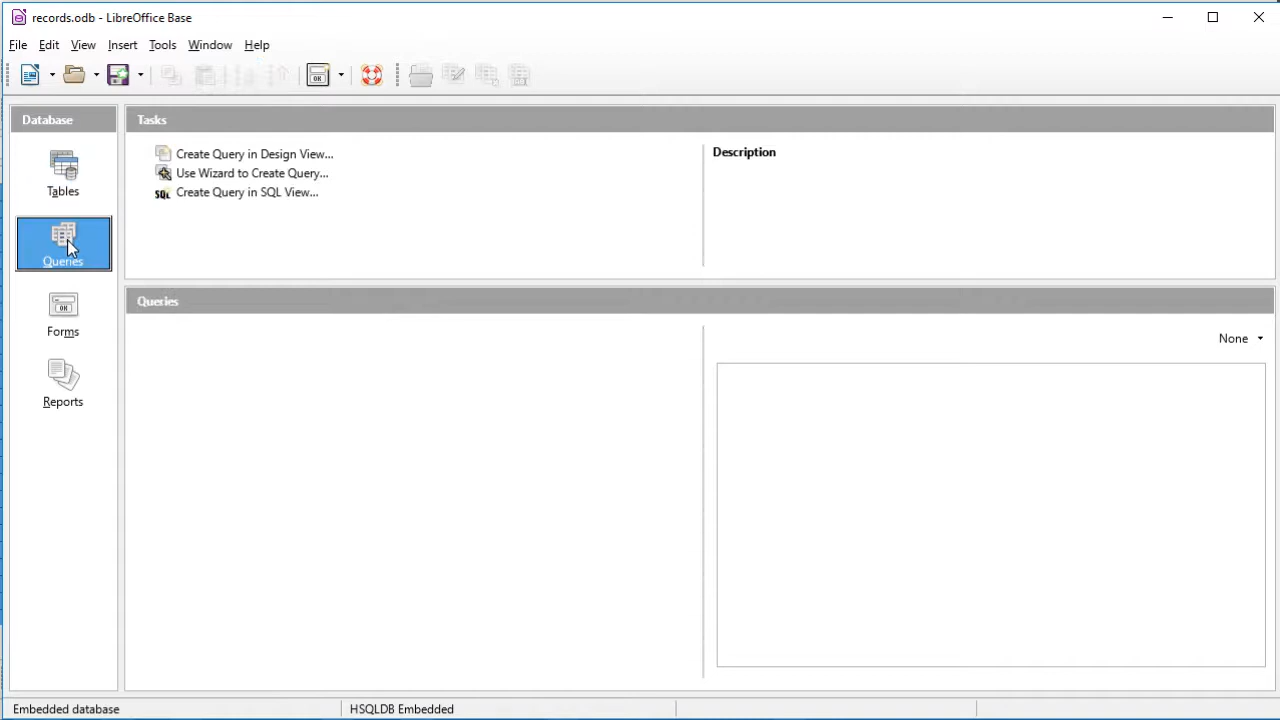 records.odb - LibreOffice Base
File Edit View Insert Tools Window Help
Database
Tables
Queries
Forms
Reports
Tasks
Create Query in Design View...
Use Wizard to Create Query...
SQL Create Query in SQL View...
Description
Queries
None
Embedded database
HSQLDB Embedded